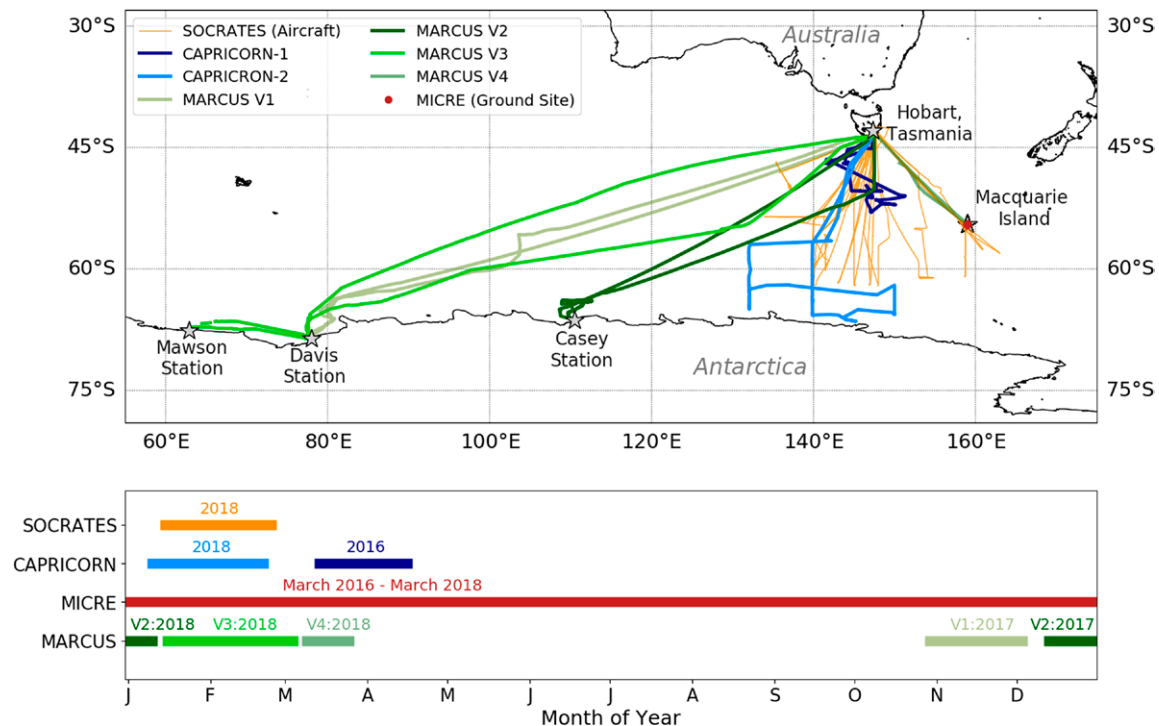 30°S
SOCRATES (Aircraft)
CAPRICORN-1
CAPRICRON-2
MARCUS V1
MARCUS V2
MARCUS V3
MARCUS V4
MICRE (Ground Site)
Australia
30°S
45°S
Hobart,
Tasmania
45°S
Macquarie
Island
60°S
60°S
Mawson
Station
Davis
Station
Casey
Station
Antarctica
75°S
75°S
60°E
80°E
100°E
120°E
140°E
160°E
SOCRATES
2018
CAPRICORN
2018
2016
MICRE
March 2016 - March 2018
MARCUS
V2:2018
V3:2018
V4:2018
V1:2017
V2:2017
J
F
M
A
M
J
J
A
S
O
N
D
Month of Year